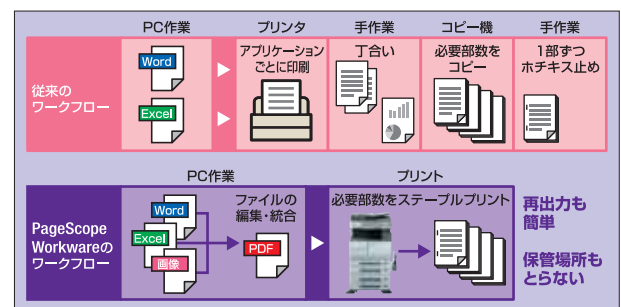 PC作業
プリンタ
手作業
コピー機
手作業
従来の
ワークフロー
Word
Excel
アプリケーション
ごとに印刷
丁合い
必要部数を
コピー
1部ずつ
ホチキス止め
PC作業
プリント
PageScope
Workwareの
ワークフロー
Word
Excel
画像
ファイルの
編集・統合
PDF
必要部数をステープルプリント
再出力も
簡単
保管場所も
とらない